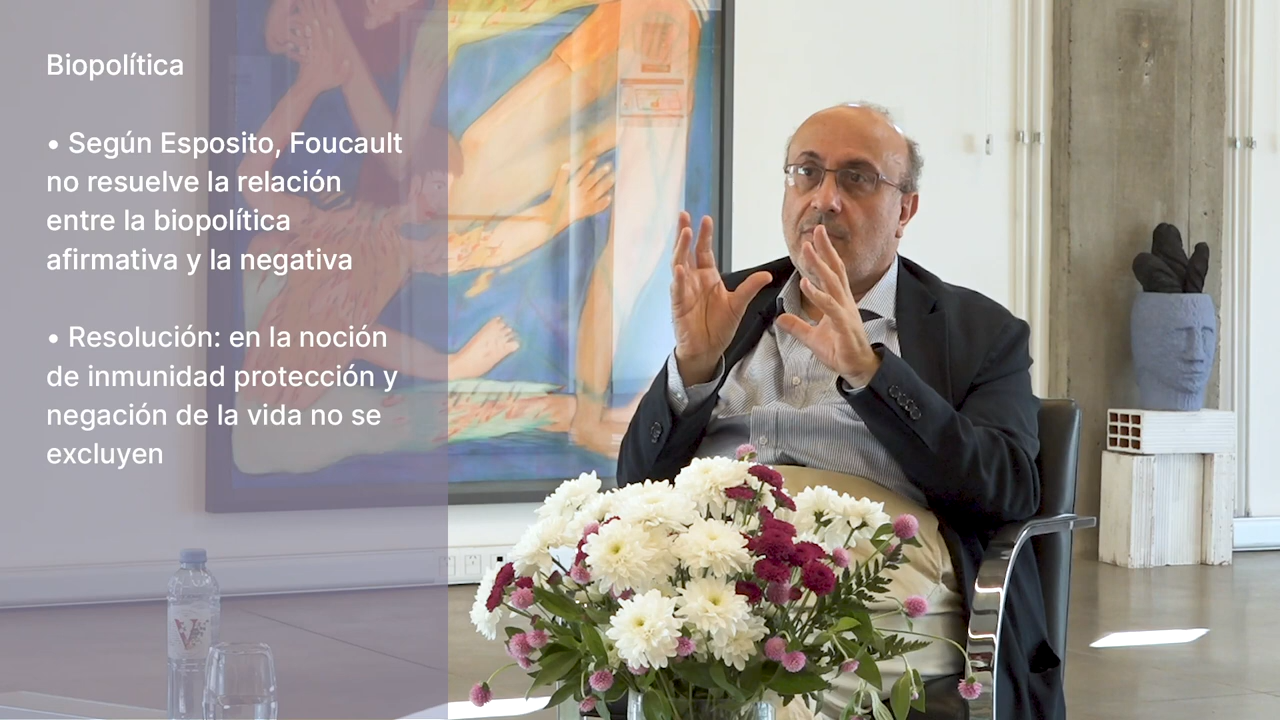 Biopolítica
• Según Esposito, Foucault
no resuelve la relación
entre la biopolítica
afirmativa y la negativa
• Resolución: en la noción
de inmunidad protección y
negación de la vida no se
excluyen